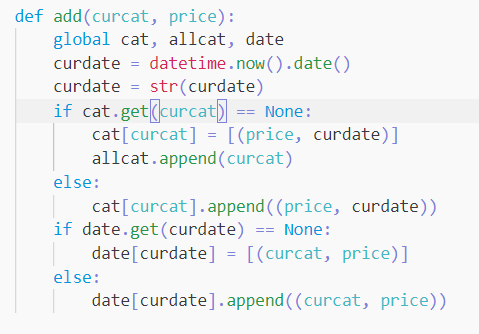 def add(curcat, price):
    global cat, allcat, date
    curdate = datetime.now().date()
    curdate = str(curdate)
    if cat.get(curcat) == None:
        cat[curcat] = [(price, curdate)]
        allcat.append(curcat)
    else:
        cat[curcat].append((price, curdate))
    if date.get(curdate) == None:
        date[curdate] = [(curcat, price)]
    else:
        date[curdate].append((curcat, price))